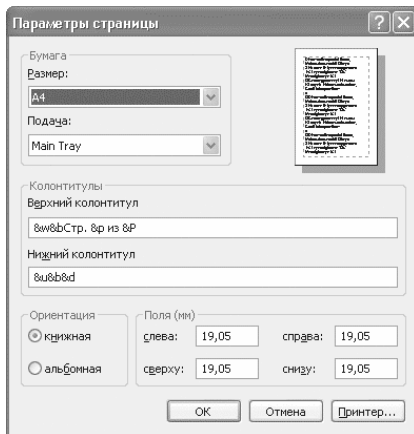 Параметры страницы
Бумага
Размер:
A4
Подача:
Main Tray
Колонтитулы
Верхний колонтитул
&w&bСтр. &p из &P
Нижний колонтитул
&u&b&d
Ориентация
книжная
альбомная
Поля (мм)
слева: 19,05 справа: 19,05
сверху: 19,05 снизу: 19,05
ОК Отмена Принтер...